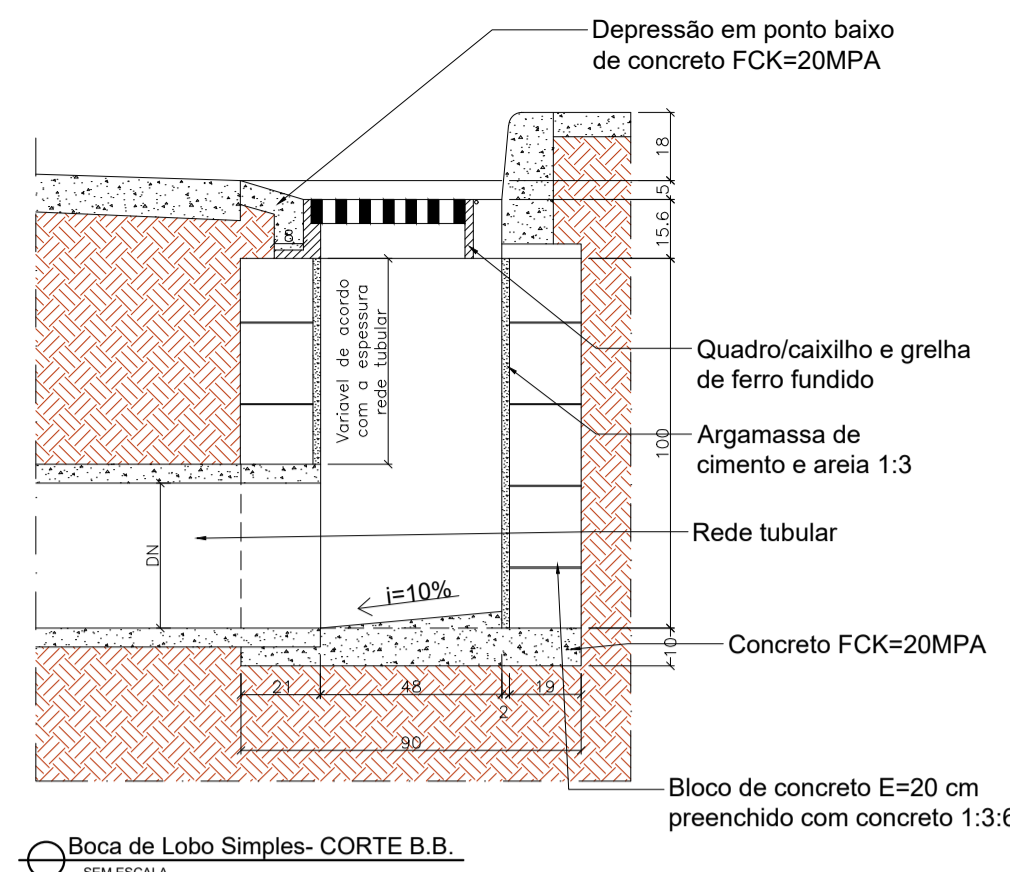 Depressão em ponto baixo
de concreto FCK=20MPA
18
5
15.6
8
Variavel de acordo
com a espessura
rede tubular
Quadro/caixilho e grelha
de ferro fundido
Argamassa de
cimento e areia 1:3
100
Rede tubular
DN
i=10%
Concreto FCK=20MPA
10
21
48
2
19
90
Bloco de concreto E=20 cm
preenchido com concreto 1:3:6
Boca de Lobo Simples- CORTE B.B.
SEM ESCALA